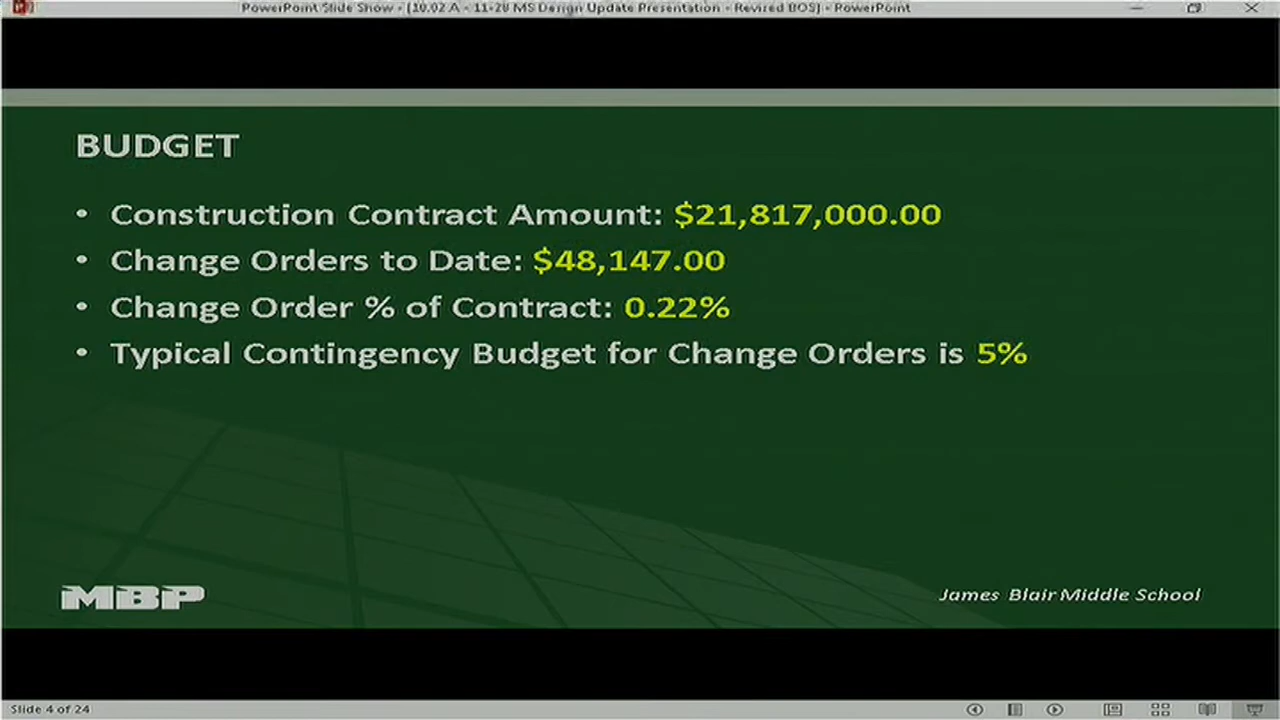 PowerPoint Slide Show - [10.02 A - 11-28 MS Design Update Presentation - Revised BOS] - PowerPoint
BUDGET
• Construction Contract Amount: $21,817,000.00
• Change Orders to Date: $48,147.00
• Change Order % of Contract: 0.22%
• Typical Contingency Budget for Change Orders is 5%
MBP
James Blair Middle School
Slide 4 of 24